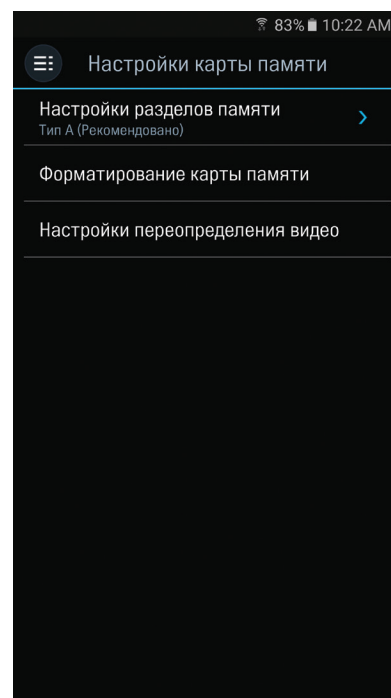 83% 10:22 AM
Настройки карты памяти
Настройки разделов памяти
Тип А (Рекомендовано)
Форматирование карты памяти
Настройки переопределения видео